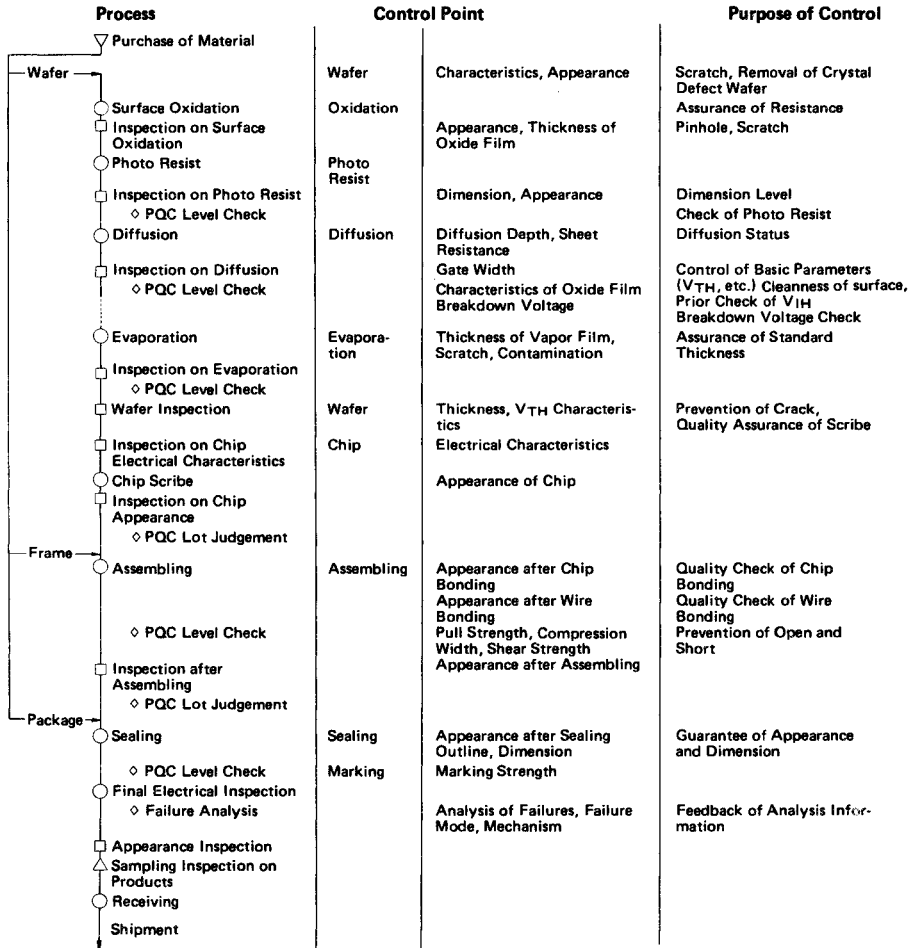 Process Control Point Purpose of Control
Purchase of Material
Wafer Wafer Characteristics, Appearance Scratch, Removal of Crystal
Defect Wafer
Surface Oxidation Oxidation Assurance of Resistance
Inspection on Surface Appearance, Thickness of Pinhole, Scratch
Oxidation Oxide Film
Photo Resist Photo
Resist
Inspection on Photo Resist Dimension, Appearance Dimension Level
◇ PQC Level Check Check of Photo Resist
Diffusion Diffusion Diffusion Depth, Sheet Diffusion Status
Resistance
Inspection on Diffusion Gate Width Control of Basic Parameters
◇ PQC Level Check Characteristics of Oxide Film (VTH, etc.) Cleanness of surface,
Breakdown Voltage Prior Check of VIH
Breakdown Voltage Check
Evaporation Evapora- Thickness of Vapor Film, Assurance of Standard
tion Scratch, Contamination Thickness
Inspection on Evaporation
◇ PQC Level Check
Wafer Inspection Wafer Thickness, VTH Characteris- Prevention of Crack,
tics Quality Assurance of Scribe
Inspection on Chip Chip Electrical Characteristics
Electrical Characteristics
Chip Scribe Appearance of Chip
Inspection on Chip
Appearance
◇ PQC Lot Judgement
Frame
Assembling Assembling Appearance after Chip Quality Check of Chip
Bonding Bonding
Appearance after Wire Quality Check of Wire
Bonding Bonding
◇ PQC Level Check Pull Strength, Compression Prevention of Open and
Width, Shear Strength Short
Inspection after Appearance after Assembling
Assembling
◇ PQC Lot Judgement
Package
Sealing Sealing Appearance after Sealing Guarantee of Appearance
Outline, Dimension and Dimension
◇ PQC Level Check Marking Marking Strength
Final Electrical Inspection
◇ Failure Analysis Analysis of Failures, Failure Feedback of Analysis Infor-
Mode, Mechanism mation
Appearance Inspection
Sampling Inspection on
Products
Receiving
Shipment